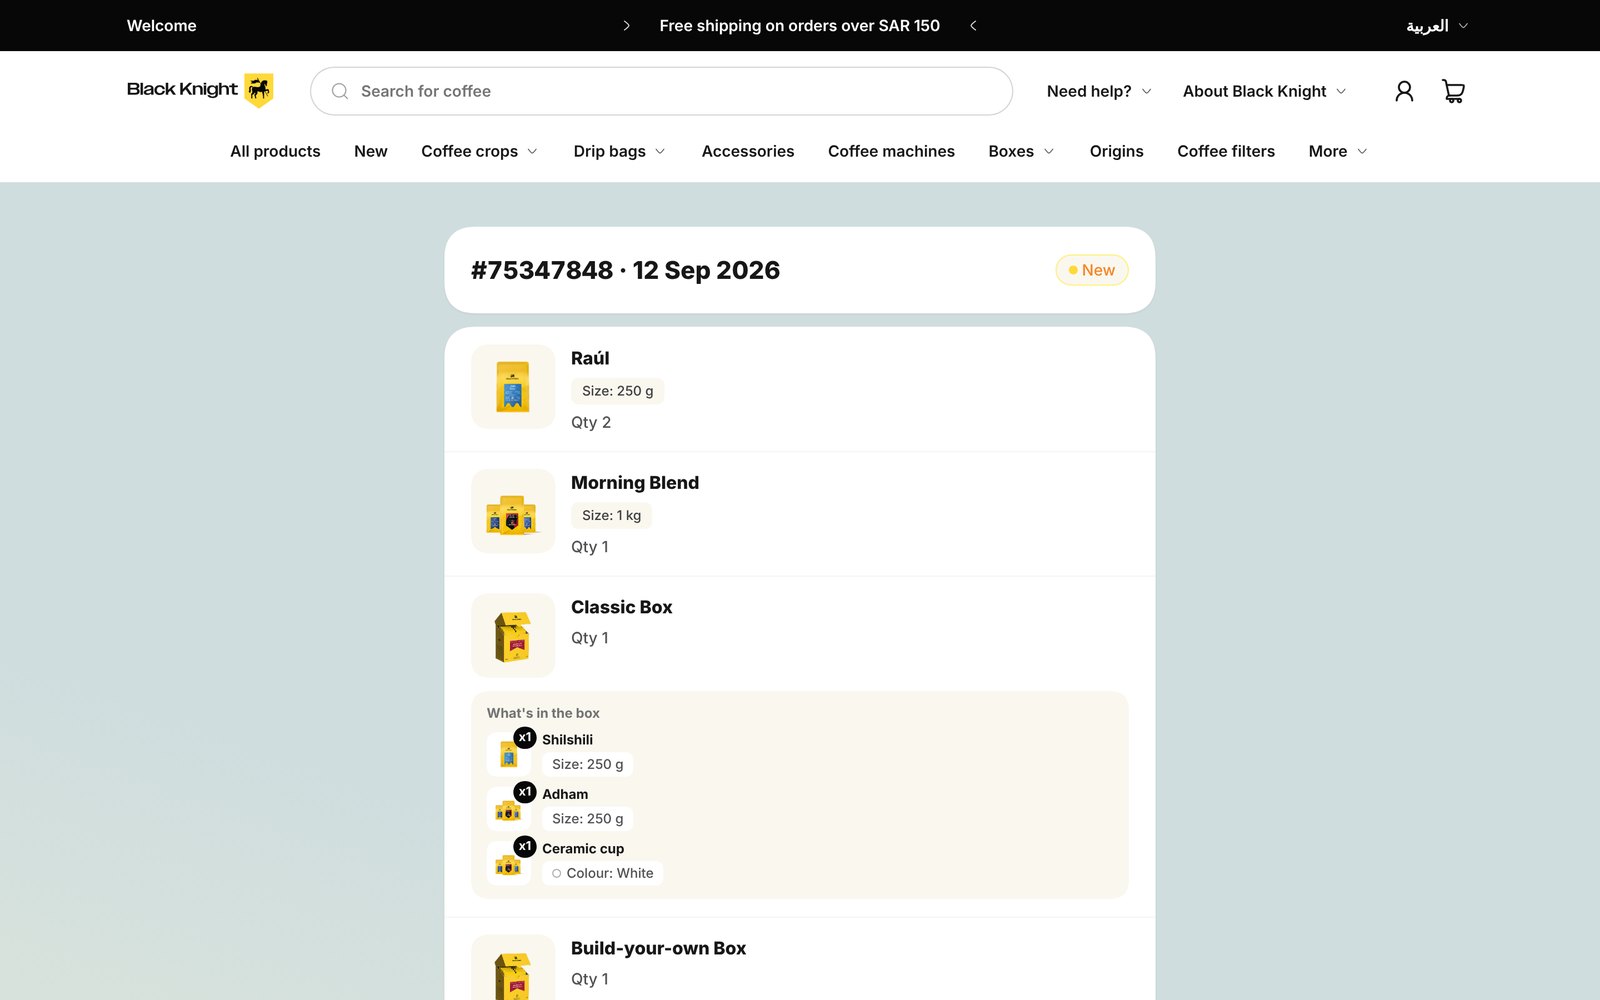 Welcome
Free shipping on orders over SAR 150
العربية
Black Knight
Search for coffee
Need help?
About Black Knight
All products
New
Coffee crops
Drip bags
Accessories
Coffee machines
Boxes
Origins
Coffee filters
More
#75347848 · 12 Sep 2026
New
Raúl
Size: 250 g
Qty 2
Morning Blend
Size: 1 kg
Qty 1
Classic Box
Qty 1
What's in the box
x1
Shilshili
Size: 250 g
x1
Adham
Size: 250 g
x1
Ceramic cup
Colour: White
Build-your-own Box
Qty 1